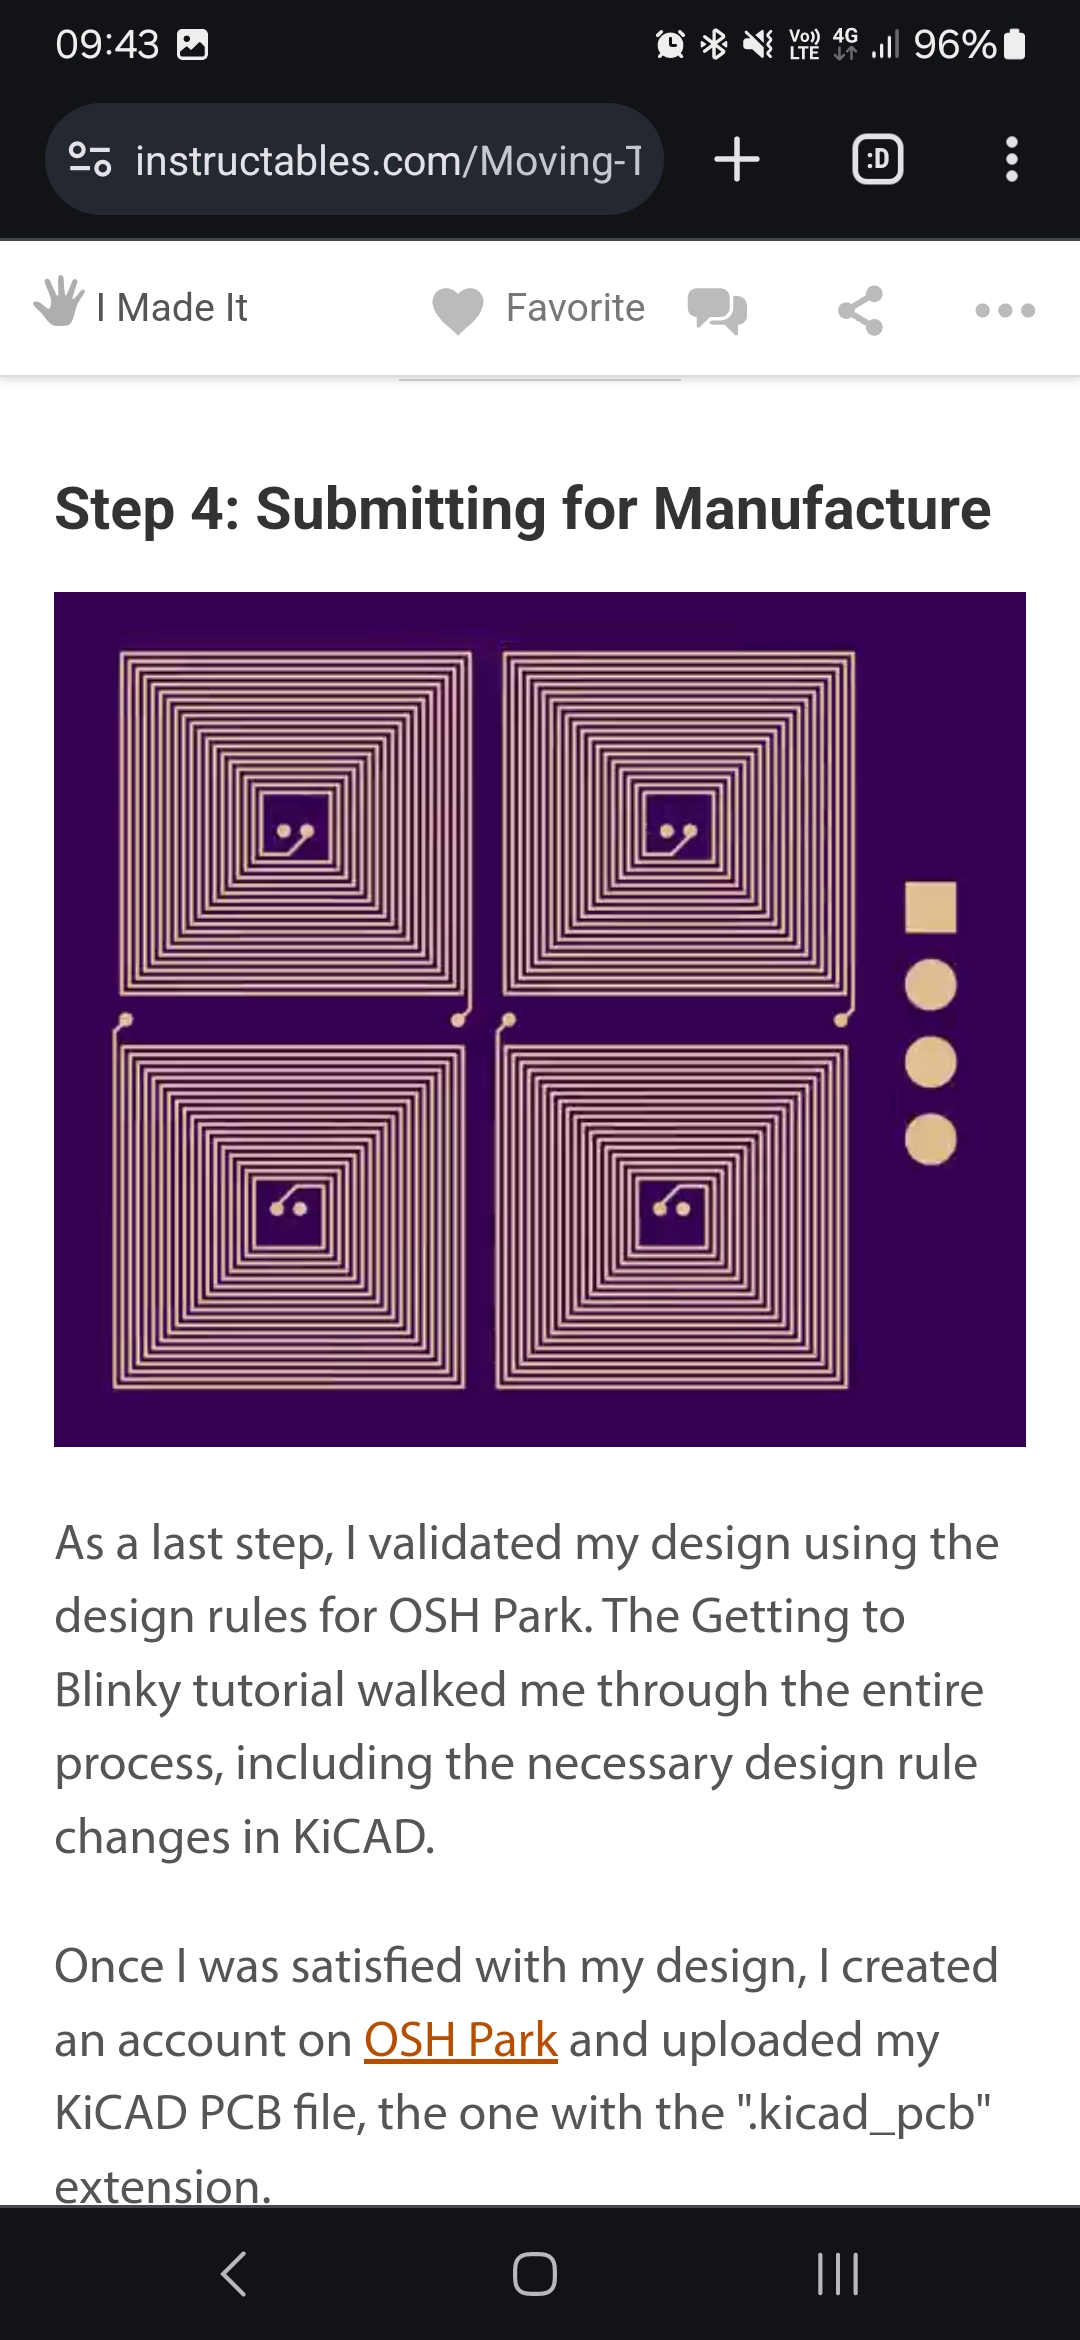 09:43
Vo)) LTE 4G 96%
instructables.com/Moving-T
:D
I Made It Favorite
Step 4: Submitting for Manufacture
As a last step, I validated my design using the
design rules for OSH Park. The Getting to
Blinky tutorial walked me through the entire
process, including the necessary design rule
changes in KiCAD.
Once I was satisfied with my design, I created
an account on OSH Park and uploaded my
KiCAD PCB file, the one with the ".kicad_pcb"
extension.